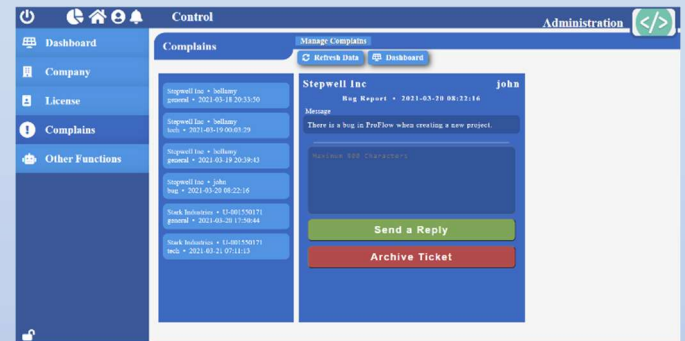 Control
Administration
Dashboard
Company
License
Complains
Other Functions
Complains
Manage Complains
Refresh Data
Dashboard
Stepwell Inc • bellamy
general • 2021-03-18 20:33:50
Stepwell Inc • bellamy
tech • 2021-03-19 00:03:29
Stepwell Inc • bellamy
general • 2021-03-19 20:39:43
Stepwell Inc • john
bug • 2021-03-20 08:22:16
Stark Industries • U-001550171
general • 2021-03-20 17:50:44
Stark Industries • U-001550171
tech • 2021-03-21 07:11:13
Stepwell Inc john
Bug Report • 2021-03-20 08:22:16
Message
There is a bug in ProFlow when creating a new project.
Maximum 800 Characters
Send a Reply
Archive Ticket